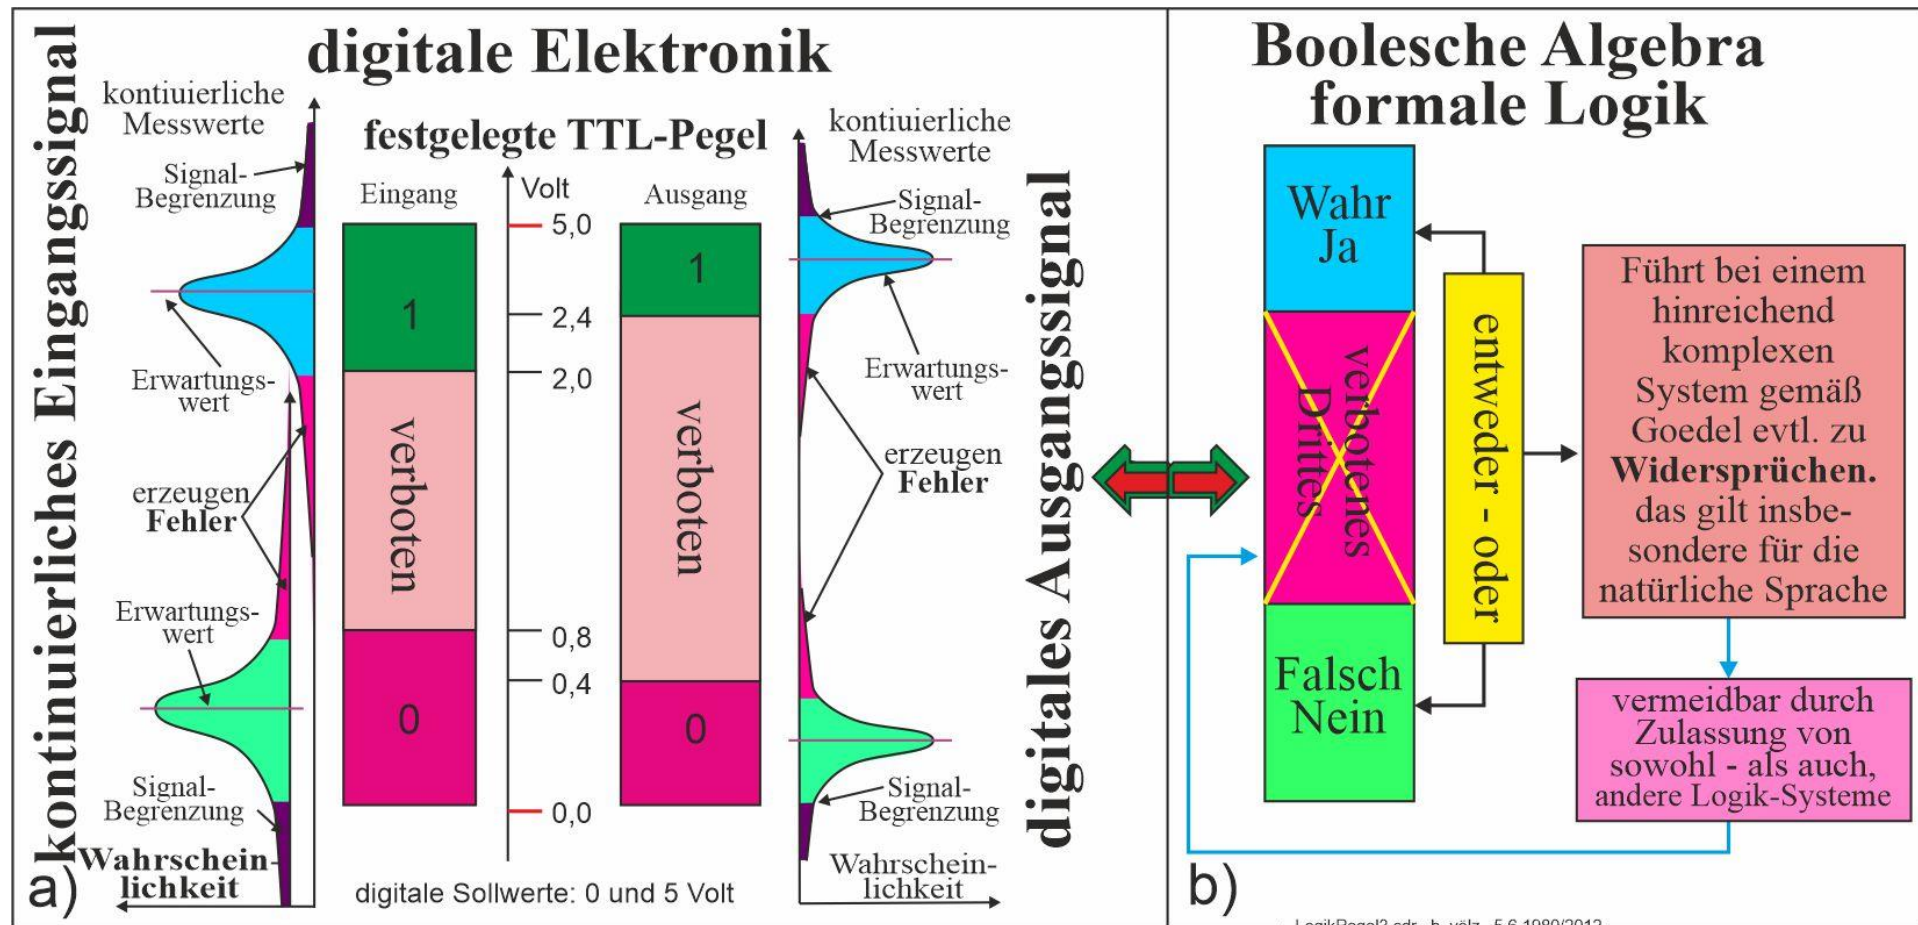 digitale Elektronik
kontinuierliches Eingangssignal
kontiuierliche
Messwerte
Signal-
Begrenzung
Erwartungs-
wert
erzeugen
Fehler
Erwartungs-
wert
Signal-
Begrenzung
Wahrschein-
lichkeit
a)
festgelegte TTL-Pegel
Eingang
1
verboten
0
Volt
5,0
2,4
2,0
0,8
0,4
0,0
Ausgang
1
verboten
0
digitale Sollwerte: 0 und 5 Volt
kontiuierliche
Messwerte
Signal-
Begrenzung
Erwartungs-
wert
erzeugen
Fehler
Signal-
Begrenzung
Wahrschein-
lichkeit
digitales Ausgangssignal
Boolesche Algebra
formale Logik
Wahr
Ja
verbotenes
Drittes
Falsch
Nein
entweder - oder
Führt bei einem
hinreichend
komplexen
System gemäß
Goedel evtl. zu
Widersprüchen.
das gilt insbe-
sondere für die
natürliche Sprache
vermeidbar durch
Zulassung von
sowohl - als auch,
andere Logik-Systeme
b)